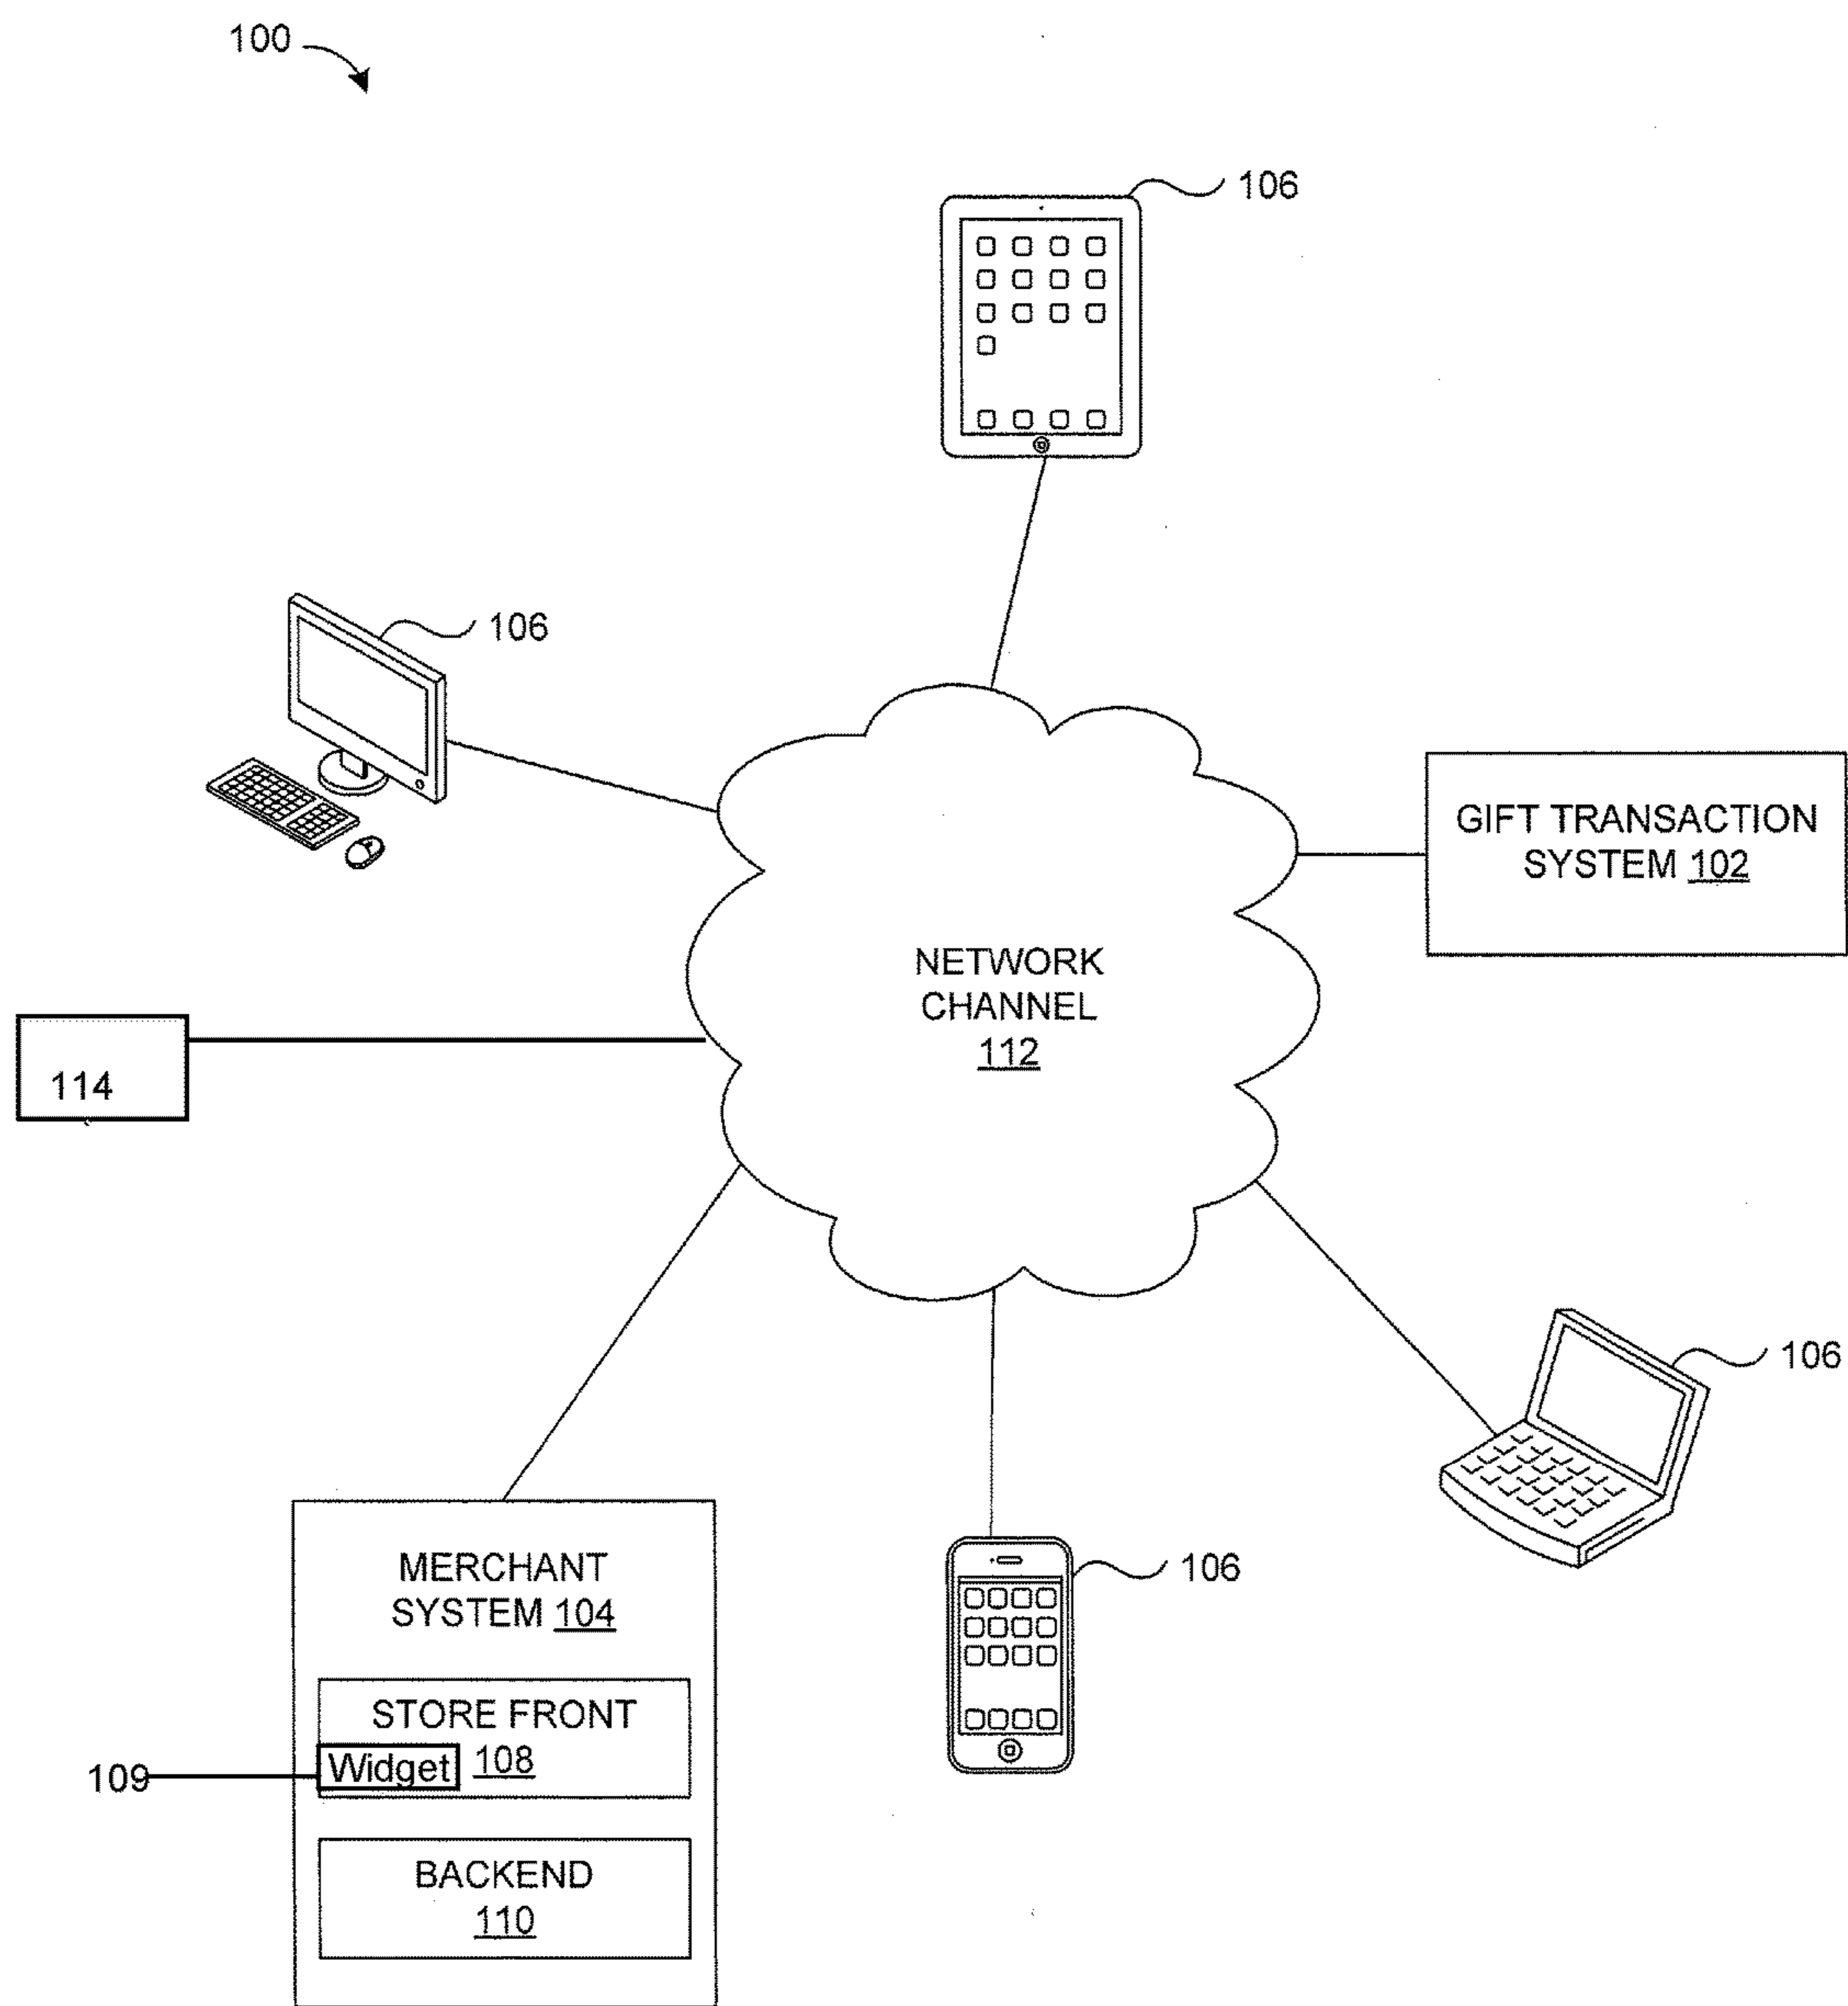 100
106
106
GIFT TRANSACTION
SYSTEM 102
NETWORK
CHANNEL
112
114
106
MERCHANT
SYSTEM 104
106
STORE FRONT
Widget 108
109
BACKEND
110